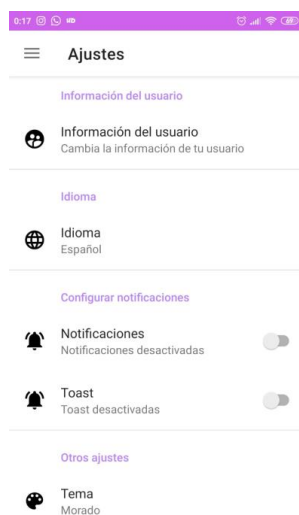 0:17
Ajustes
Información del usuario
Información del usuario
Cambia la información de tu usuario
Idioma
Idioma
Español
Configurar notificaciones
Notificaciones
Notificaciones desactivadas
Toast
Toast desactivadas
Otros ajustes
Tema
Morado